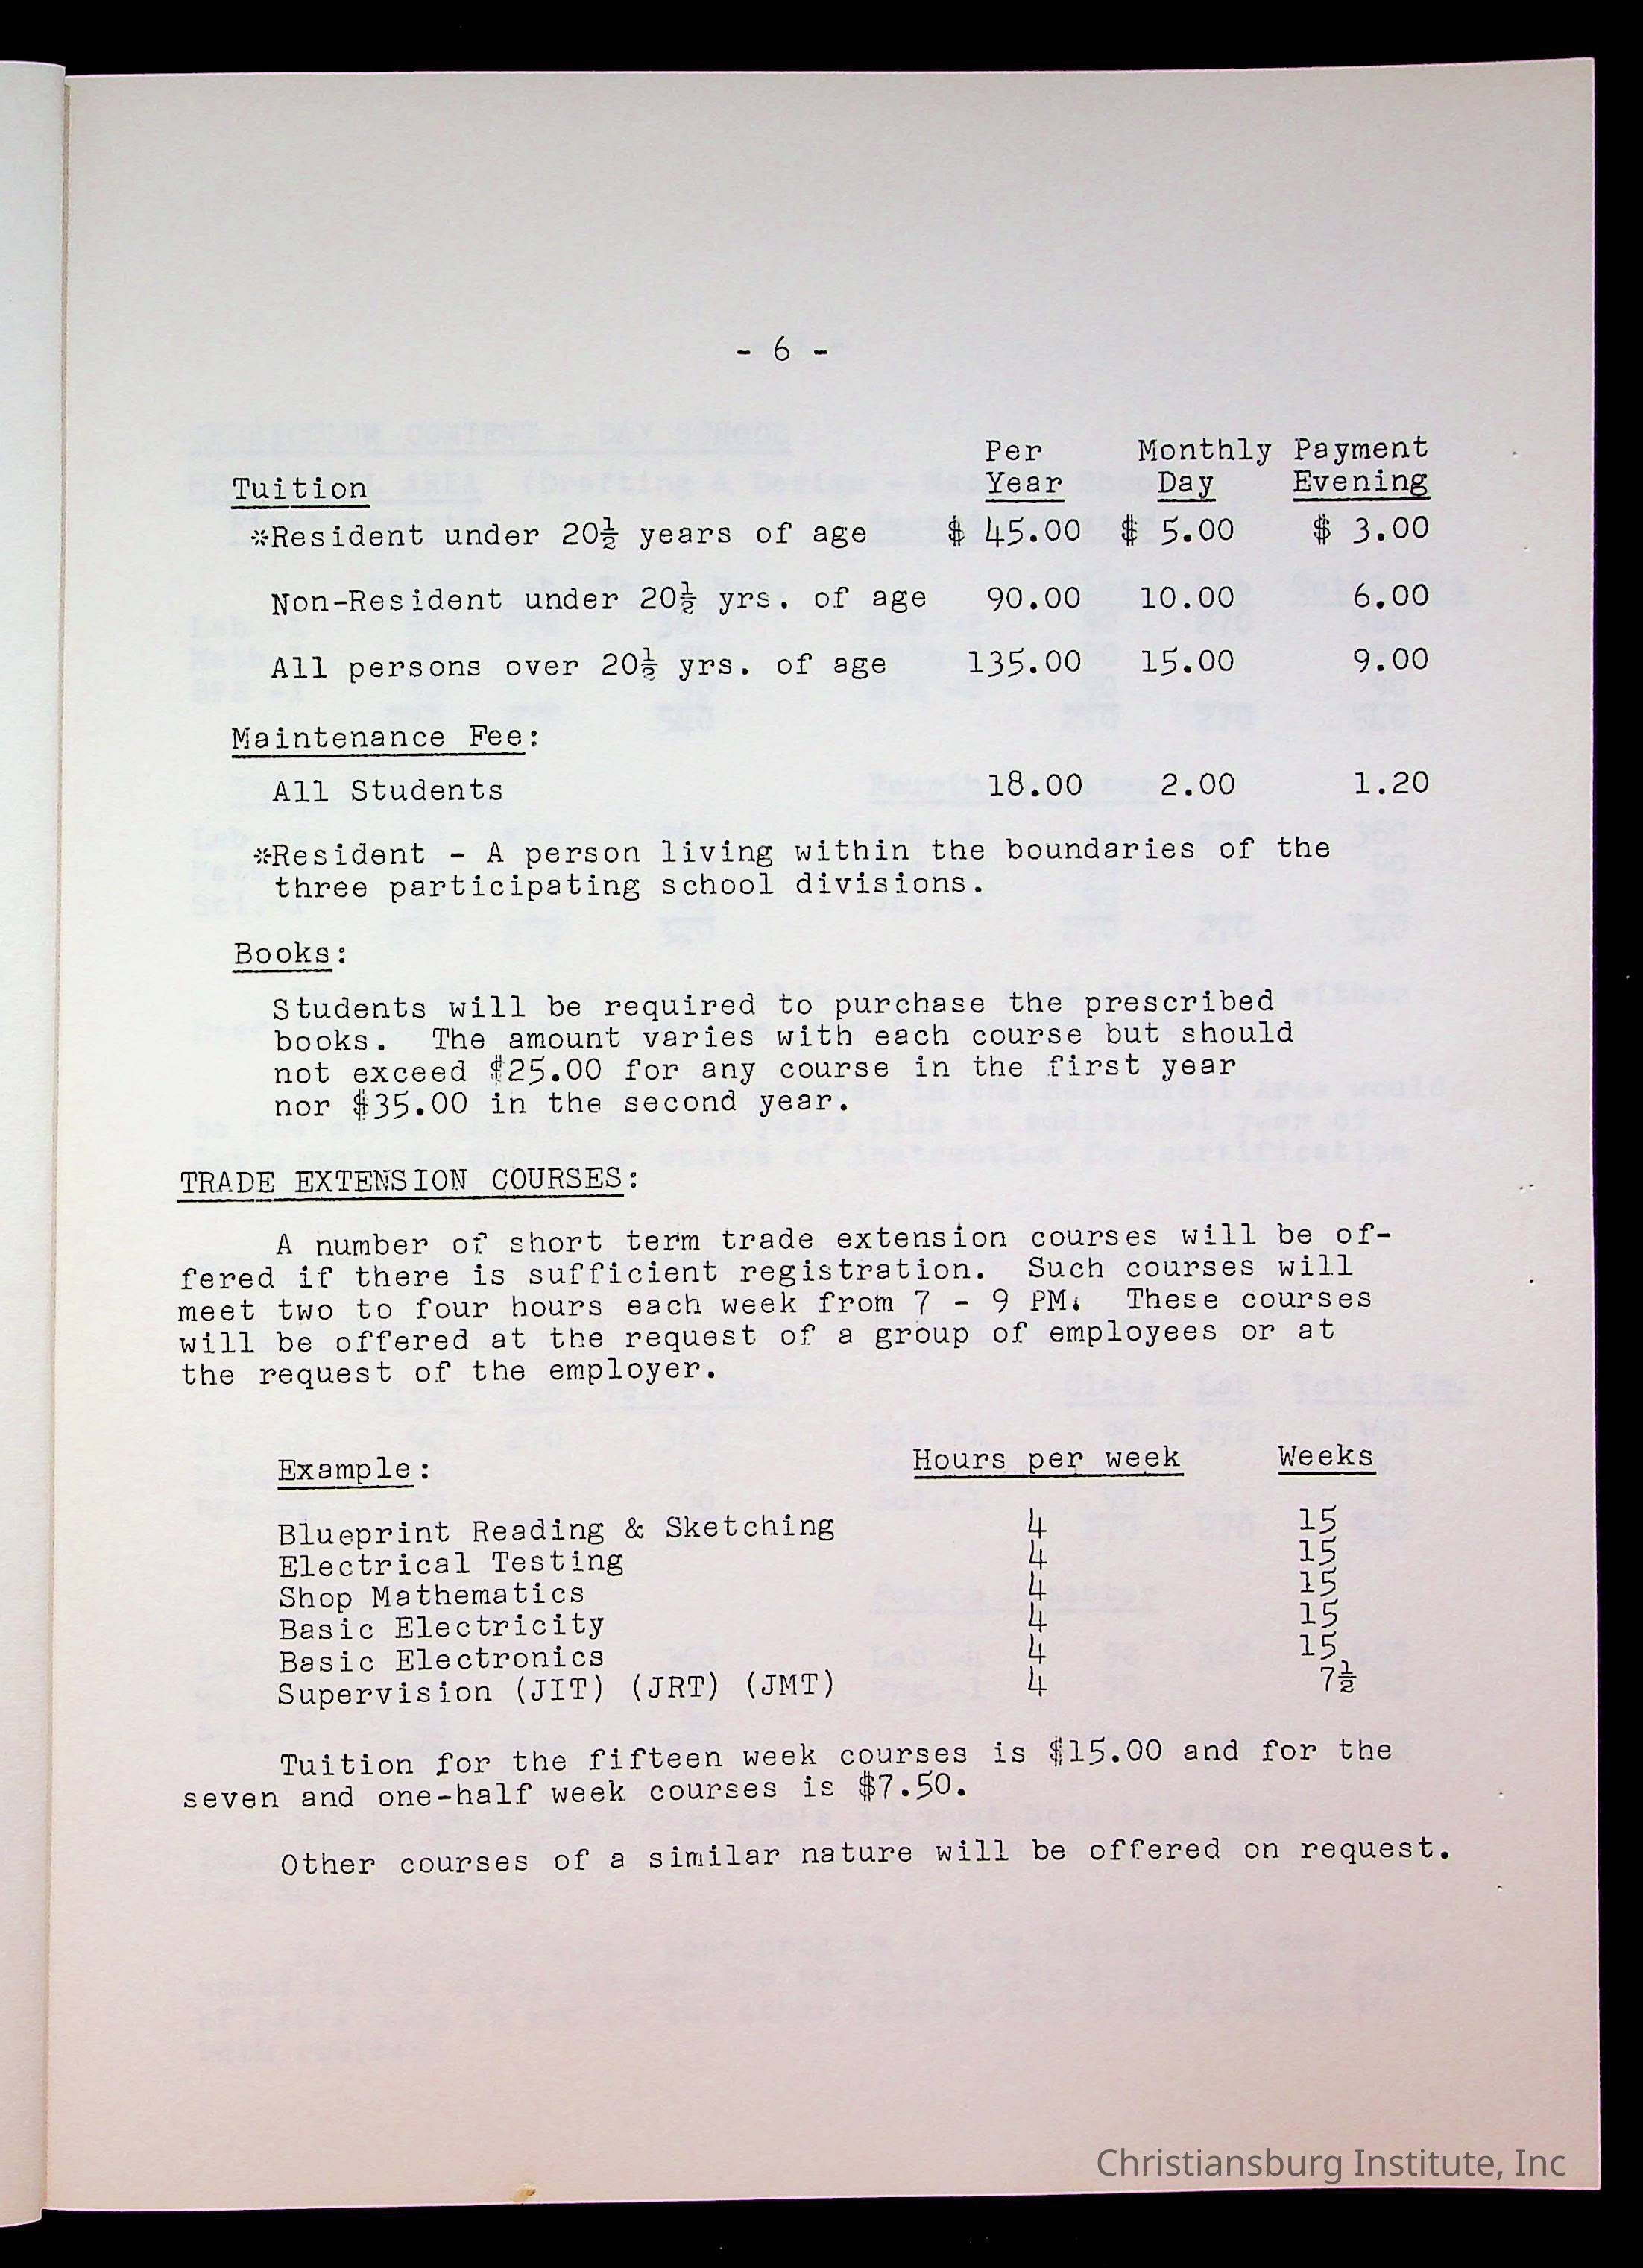 - 6 -
Per Monthly Payment
Tuition Year Day Evening
*Resident under 20½ years of age $ 45.00 $ 5.00 $ 3.00
Non-Resident under 20½ yrs. of age 90.00 10.00 6.00
All persons over 20½ yrs. of age 135.00 15.00 9.00
Maintenance Fee:
All Students 18.00 2.00 1.20
*Resident - A person living within the boundaries of the
three participating school divisions.
Books:
Students will be required to purchase the prescribed
books. The amount varies with each course but should
not exceed $25.00 for any course in the first year
nor $35.00 in the second year.
TRADE EXTENSION COURSES:
A number of short term trade extension courses will be of-
fered if there is sufficient registration. Such courses will
meet two to four hours each week from 7 - 9 PM. These courses
will be offered at the request of a group of employees or at
the request of the employer.
Example: Hours per week Weeks
Blueprint Reading & Sketching 4 15
Electrical Testing 4 15
Shop Mathematics 4 15
Basic Electricity 4 15
Basic Electronics 4 15
Supervision (JIT) (JRT) (JMT) 4 7½
Tuition for the fifteen week courses is $15.00 and for the
seven and one-half week courses is $7.50.
Other courses of a similar nature will be offered on request.
Christiansburg Institute, Inc